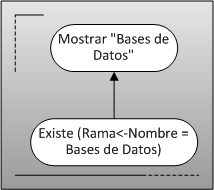 Mostrar "Bases de
Datos"
Existe (Rama<-Nombre =
Bases de Datos)